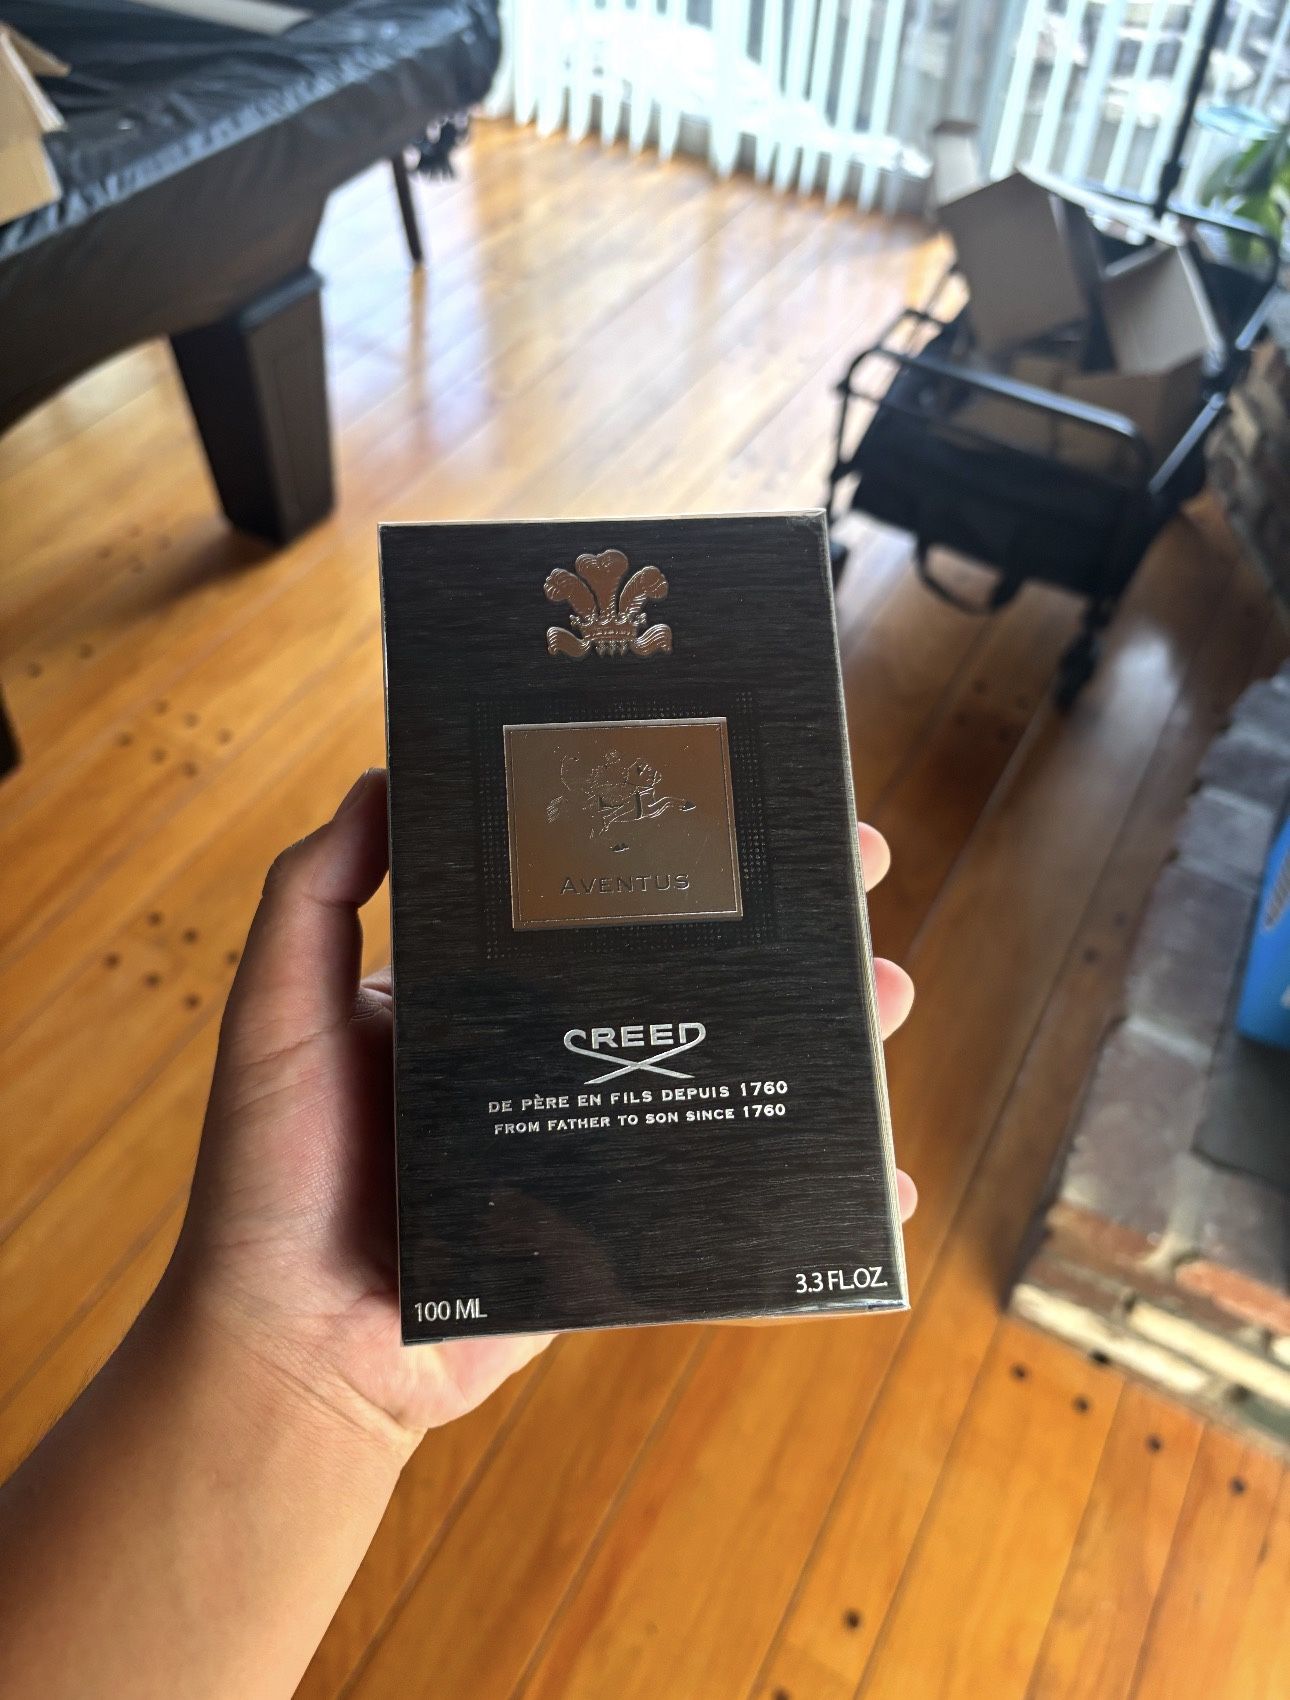 AVENTUS
CREED
DE PÈRE EN FILS DEPUIS 1760
FROM FATHER TO SON SINCE 1760
100 ML
3.3 FL.OZ.